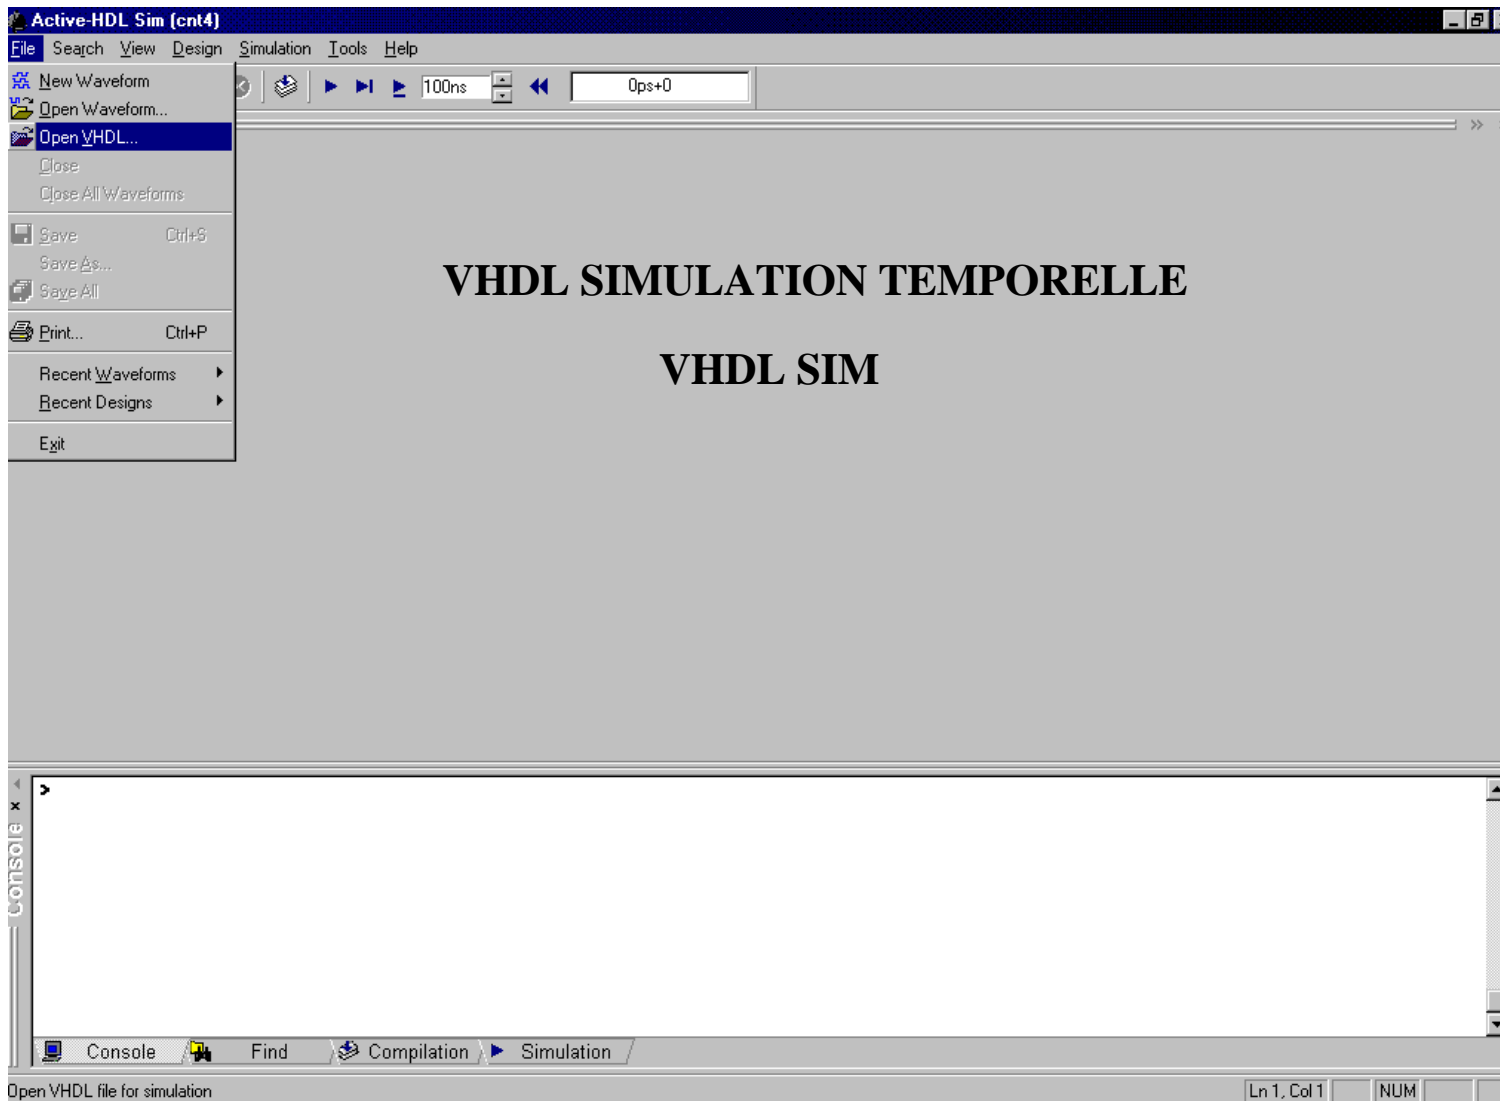 Active-HDL Sim (cnt4)
File Search View Design Simulation Tools Help
100ns 0ps+0
New Waveform
Open Waveform...
Open VHDL...
Close
Close All Waveforms
Save Ctrl+S
Save As...
Save All
Print... Ctrl+P
Recent Waveforms
Recent Designs
Exit
VHDL SIMULATION TEMPORELLE
VHDL SIM
>
Console
Console Find Compilation Simulation
Open VHDL file for simulation Ln 1, Col 1 NUM